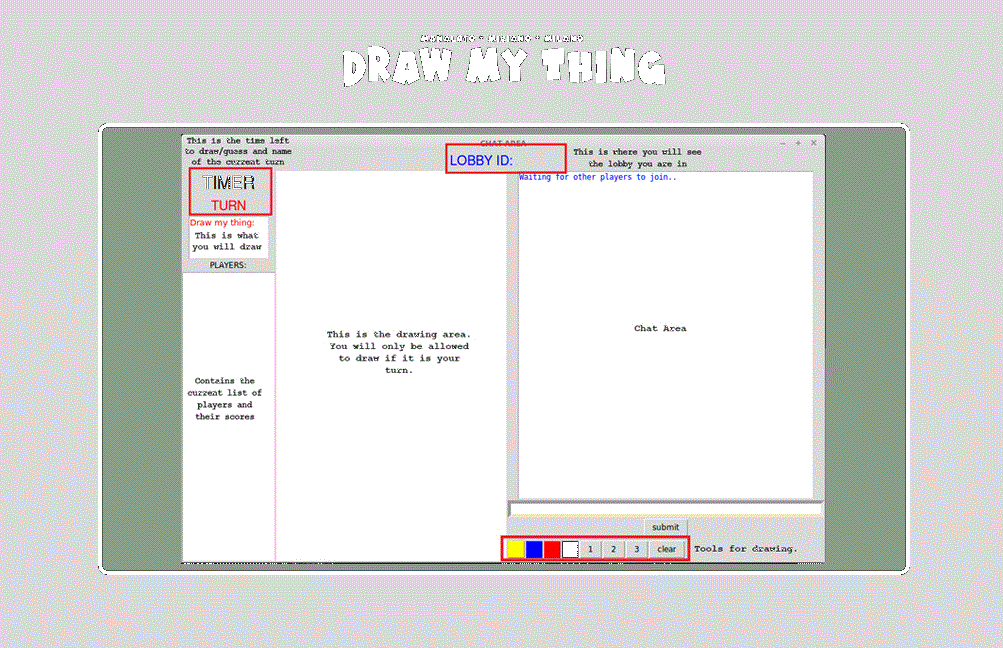 DRAW MY THING
This is the time left
to draw/guess and name
of the current turn
CHAT AREA
LOBBY ID:
This is where you will see
the lobby you are in
TIMER
TURN
Waiting for other players to join..
Draw my thing:
This is what
you will draw
PLAYERS:
Chat Area
This is the drawing area.
You will only be allowed
to draw if it is your
turn.
Contains the
current list of
players and
their scores
submit
1 2 3 clear
Tools for drawing.